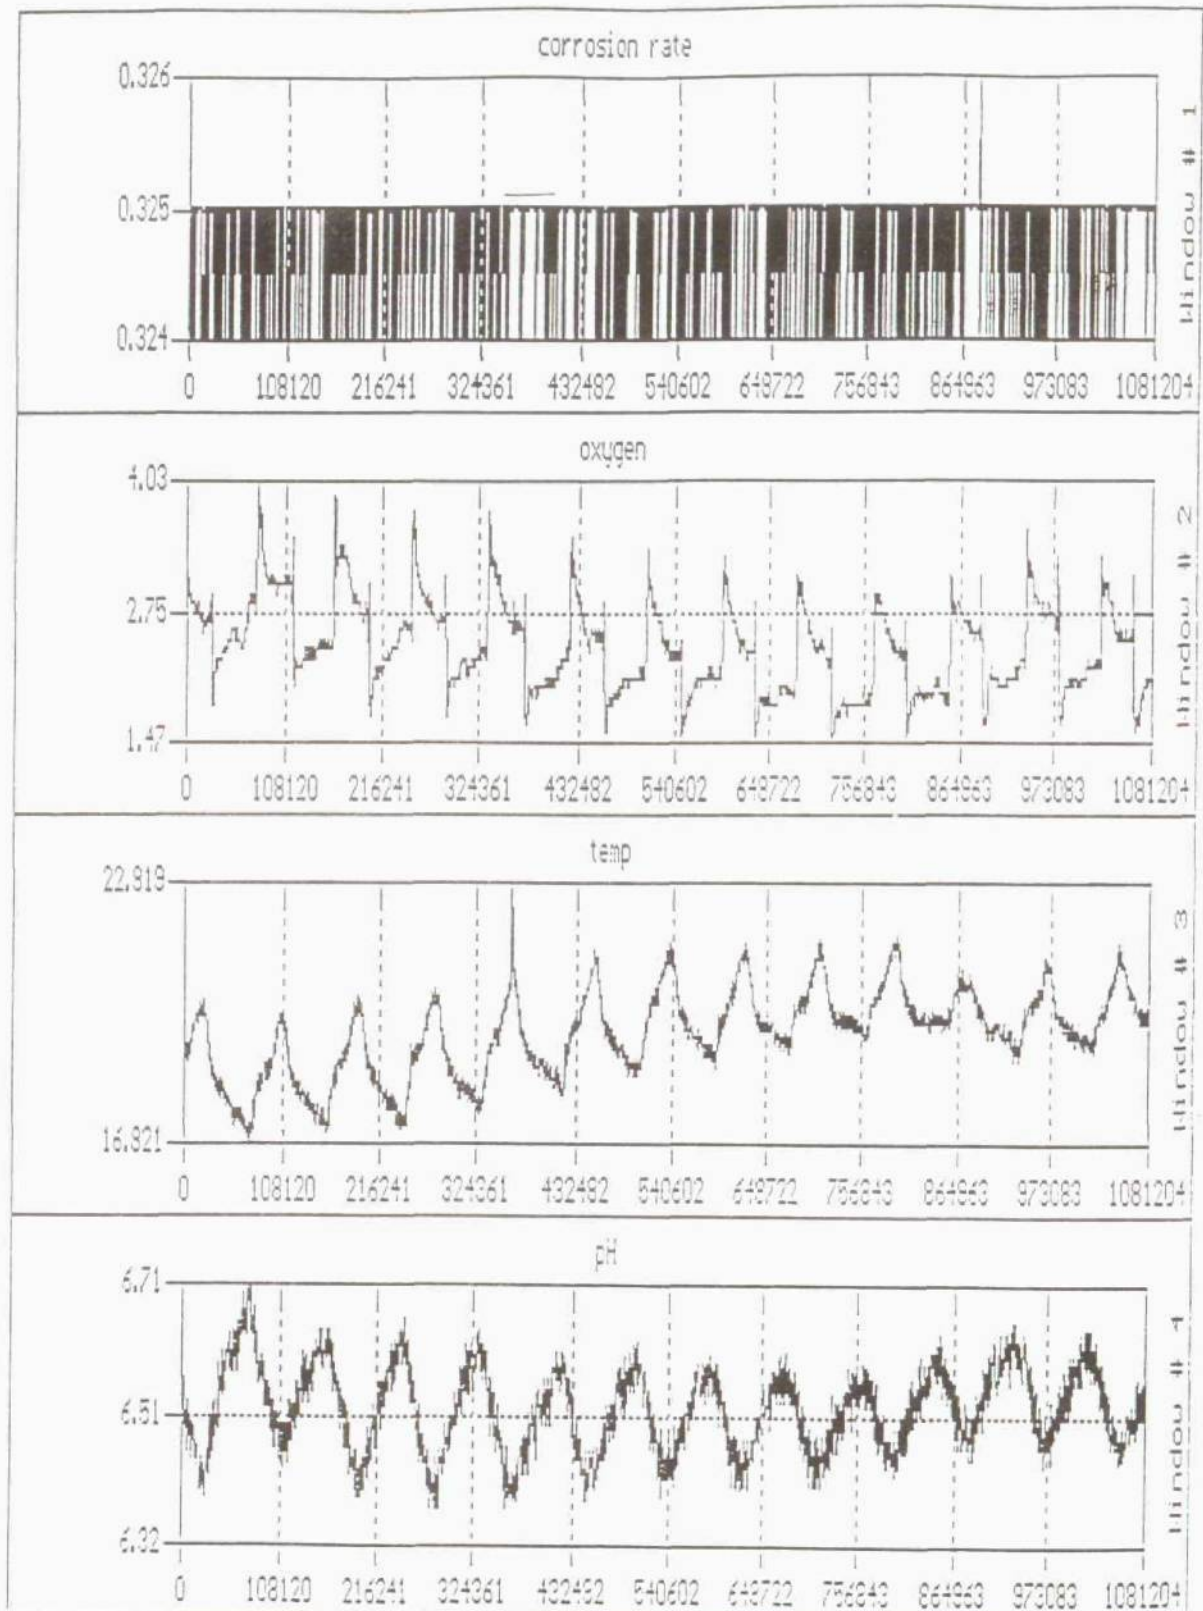 corrosion rate
0.326
0.325
0.324
0 108120 216241 324361 432482 540602 648722 756843 864963 973083 1081204
Window # 1
oxygen
4.03
2.75
1.47
0 108120 216241 324361 432482 540602 648722 756843 864963 973083 1081204
Window # 2
temp
22.919
16.821
0 108120 216241 324361 432482 540602 648722 756843 864963 973083 1081204
Window # 3
pH
6.71
6.51
6.32
0 108120 216241 324361 432482 540602 648722 756843 864963 973083 1081204
Window # 4